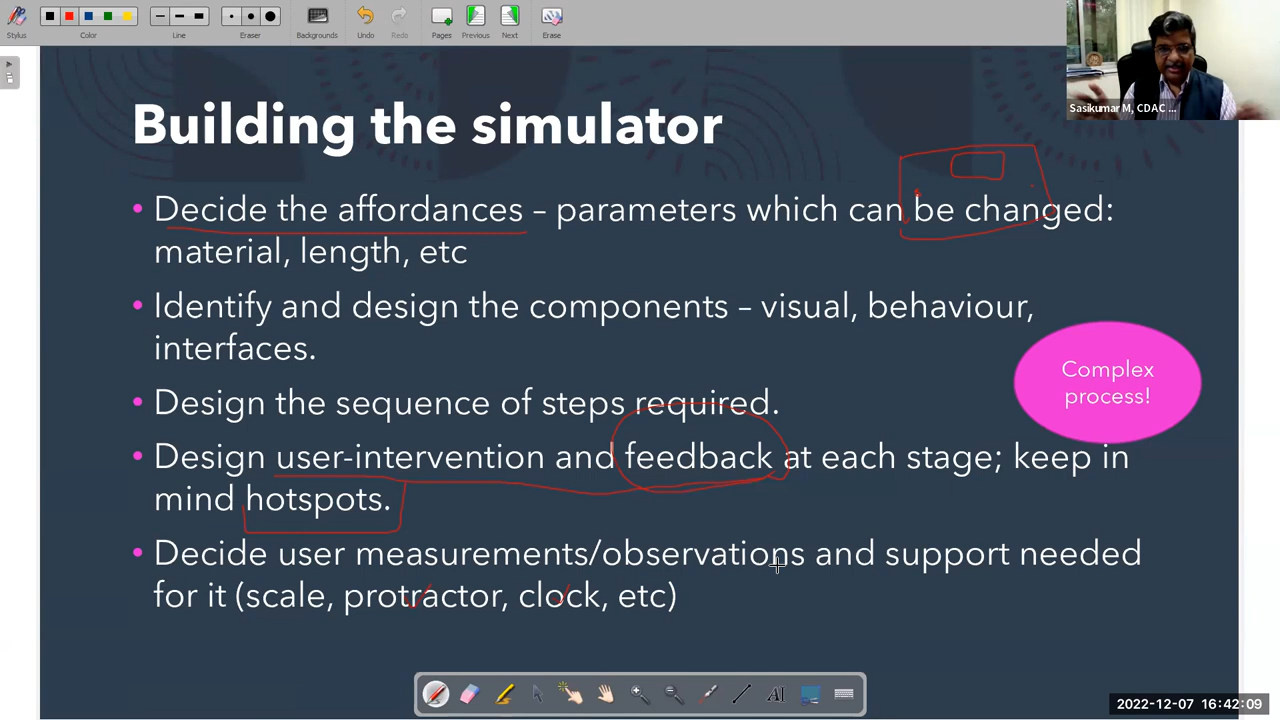 Stylus
Color
Line
Eraser
Backgrounds
Undo
Redo
Pages
Previous
Next
Erase
Sasikumar M, CDAC ...
Building the simulator
• Decide the affordances – parameters which can be changed:
material, length, etc
• Identify and design the components – visual, behaviour,
interfaces.
Complex
process!
• Design the sequence of steps required.
• Design user-intervention and feedback at each stage; keep in
mind hotspots.
• Decide user measurements/observations and support needed
for it (scale, protractor, clock, etc)
AI
2022-12-07 16:42:09